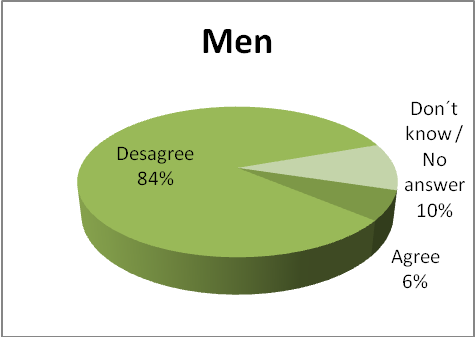 Men
Desagree
84%
Don´t
know /
No
answer
10%
Agree
6%